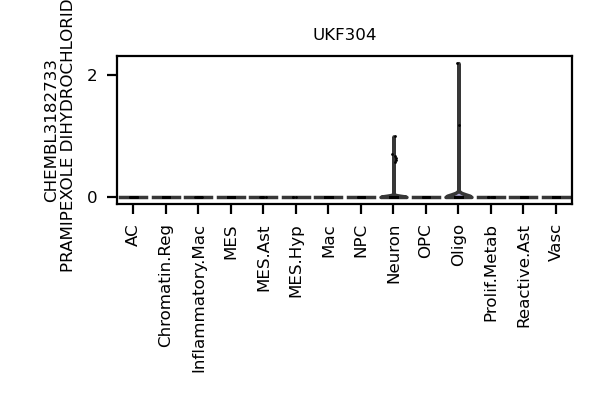 UKF304
CHEMBL3182733
PRAMIPEXOLE DIHYDROCHLORID
2
0
AC
Chromatin.Reg
Inflammatory.Mac
MES
MES.Ast
MES.Hyp
Mac
NPC
Neuron
OPC
Oligo
Prolif.Metab
Reactive.Ast
Vasc